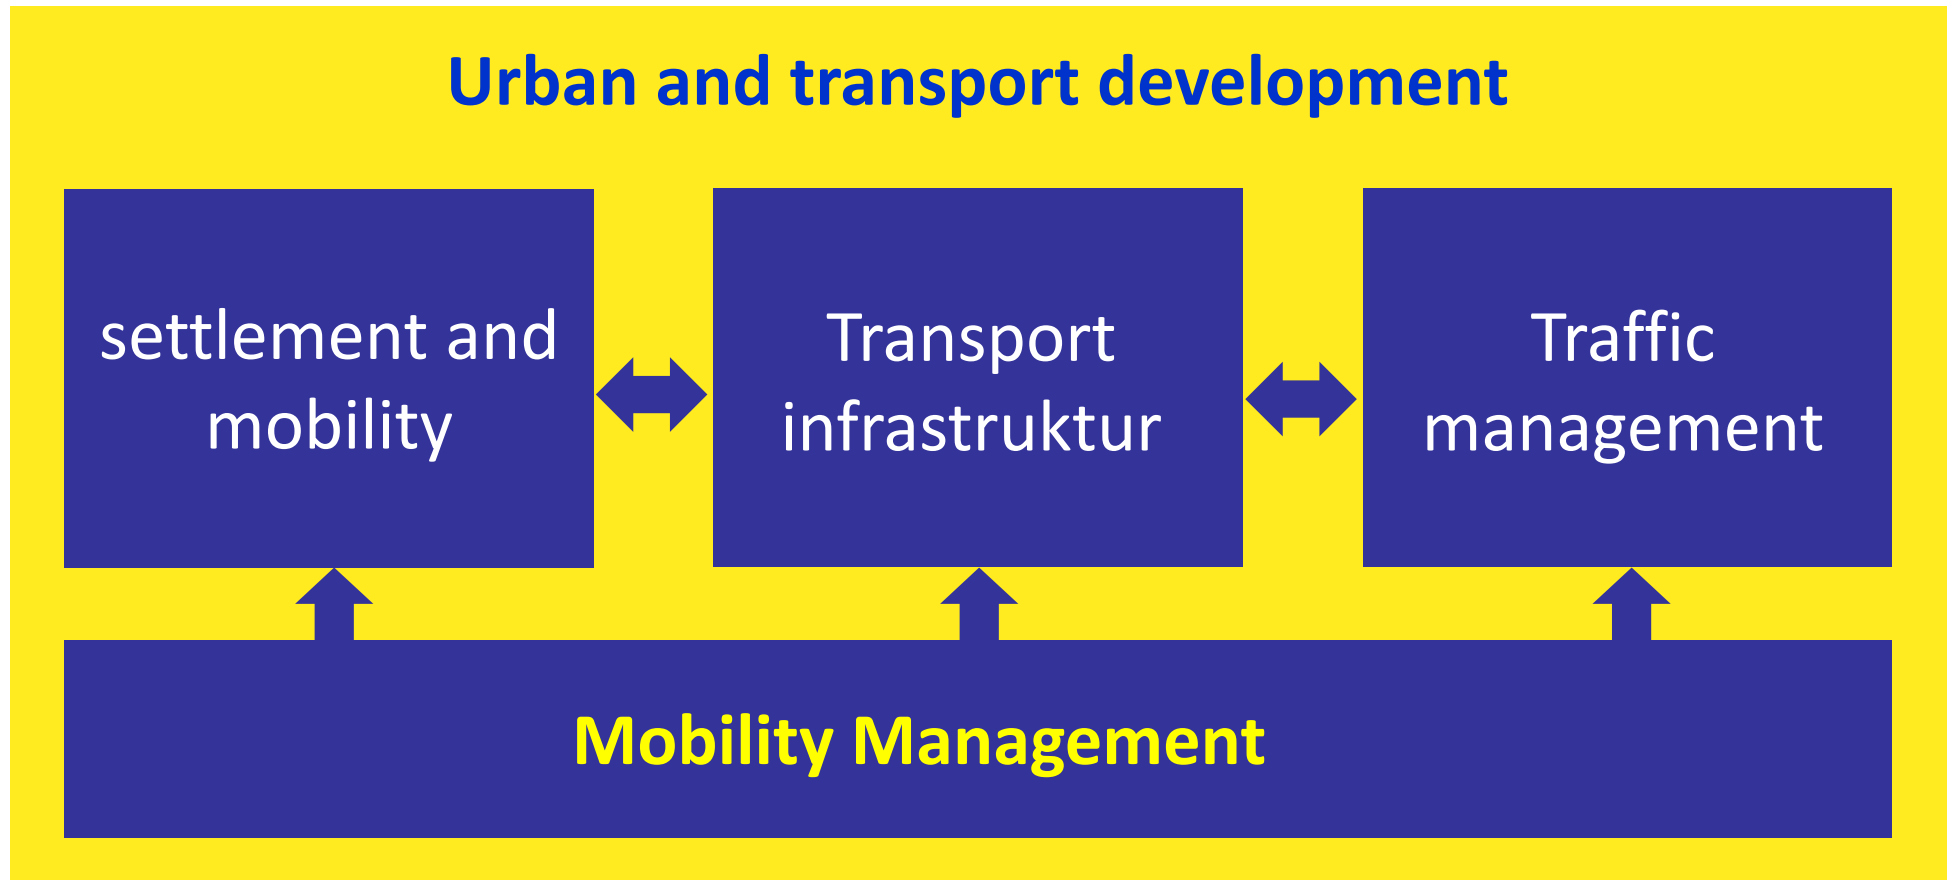 Urban and transport development
settlement and
mobility
Transport
infrastruktur
Traffic
management
Mobility Management